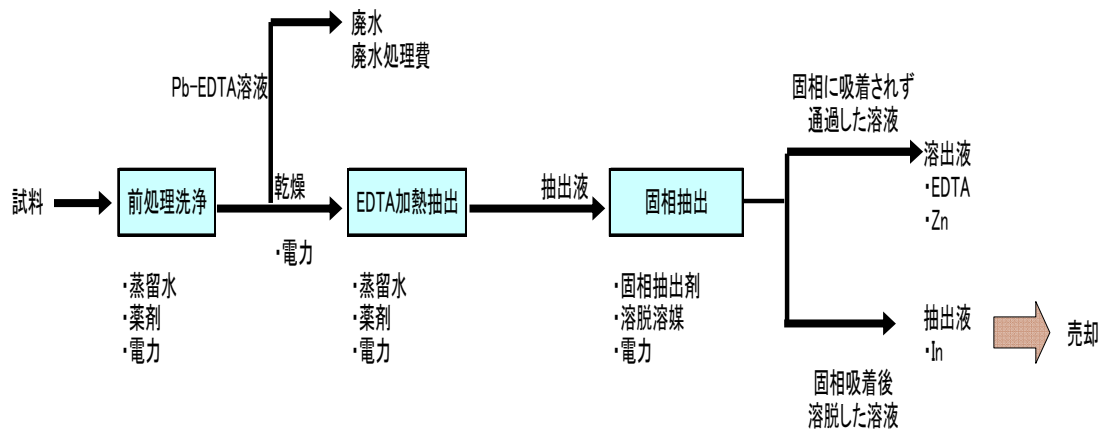 廃水
廃水処理費
Pb-EDTA溶液
固相に吸着されず
通過した溶液
試料
前処理洗浄
乾燥
・電力
EDTA加熱抽出
抽出液
固相抽出
溶出液
・EDTA
・Zn
・蒸留水
・薬剤
・電力
・蒸留水
・薬剤
・電力
・固相抽出剤
・溶脱溶媒
・電力
抽出液
・In
売却
固相吸着後
溶脱した溶液